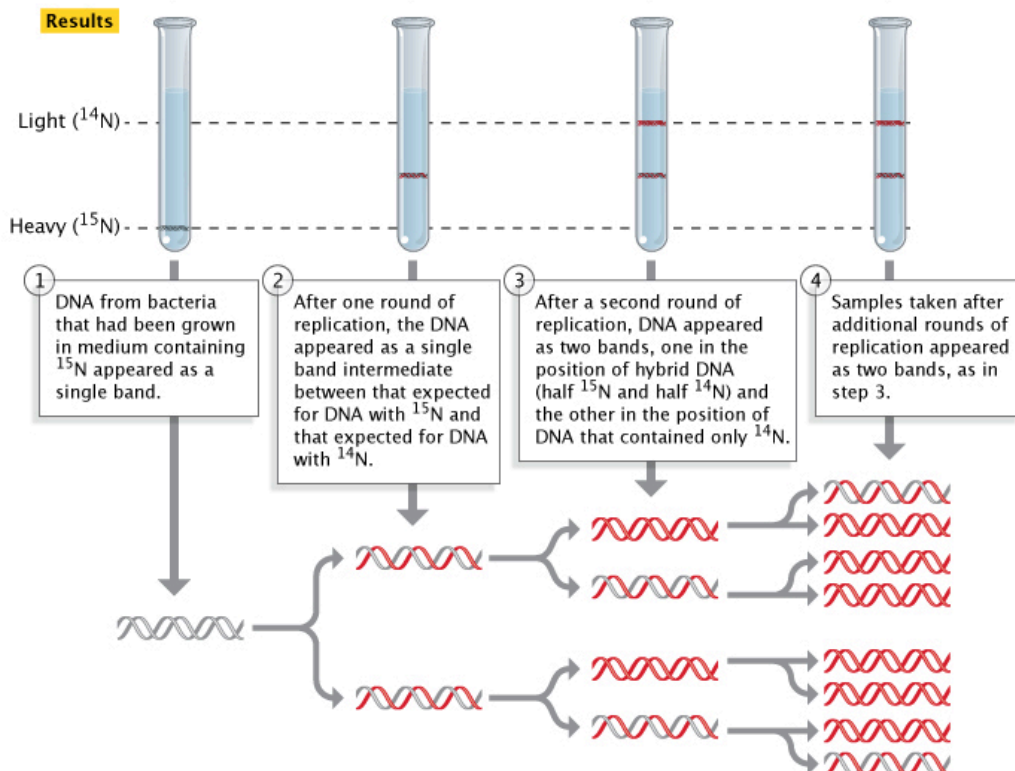 Results
Light (¹⁴N)
Heavy (¹⁵N)
1
DNA from bacteria
that had been grown
in medium containing
¹⁵N appeared as a
single band.
2
After one round of
replication, the DNA
appeared as a single
band intermediate
between that expected
for DNA with ¹⁵N and
that expected for DNA
with ¹⁴N.
3
After a second round of
replication, DNA appeared
as two bands, one in the
position of hybrid DNA
(half ¹⁵N and half ¹⁴N) and
the other in the position of
DNA that contained only ¹⁴N.
4
Samples taken after
additional rounds of
replication appeared
as two bands, as in
step 3.